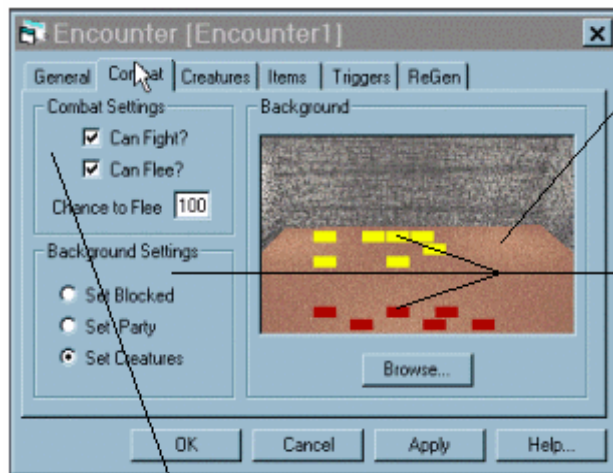 Encounter [Encounter1]
General Combat Creatures Items Triggers ReGen
Combat Settings
Can Fight?
Can Flee?
Chance to Flee 100
Background Settings
Set Blocked
Set Party
Set Creatures
Background
Browse...
OK Cancel Apply Help...